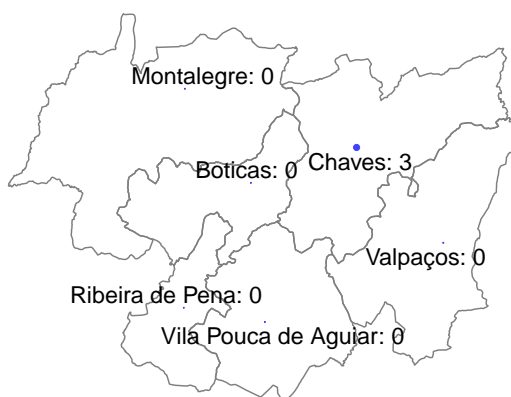 Montalegre: 0
Boticas: 0
Chaves: 3
Valpaços: 0
Ribeira de Pena: 0
Vila Pouca de Aguiar: 0